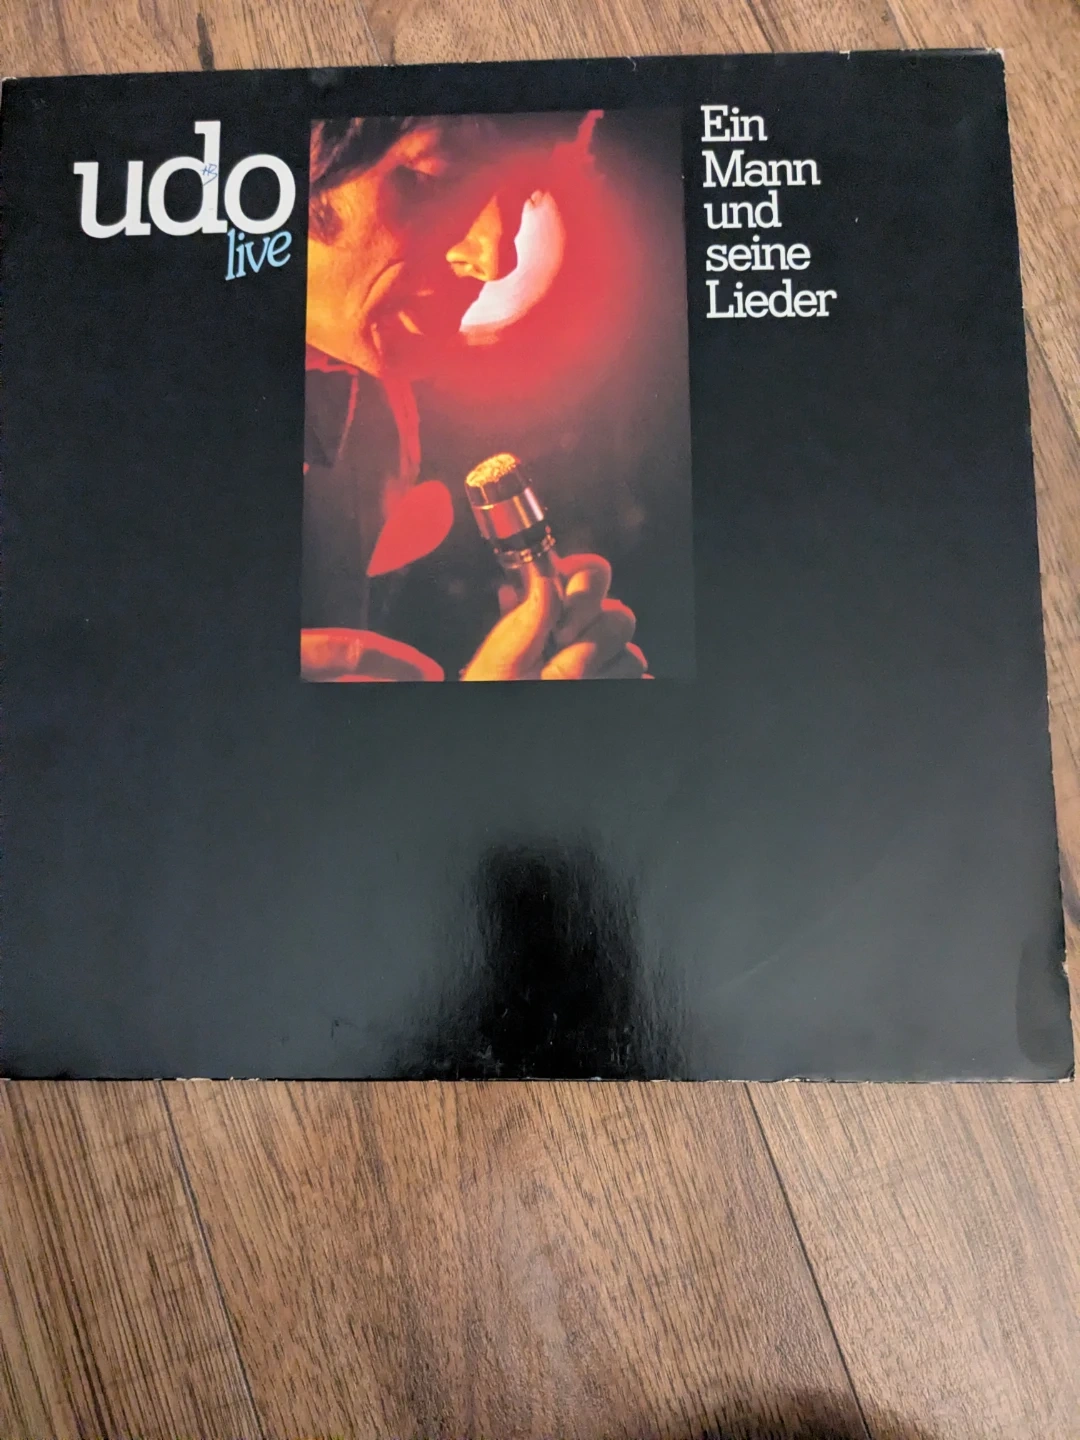 udo
live
Ein
Mann
und
seine
Lieder